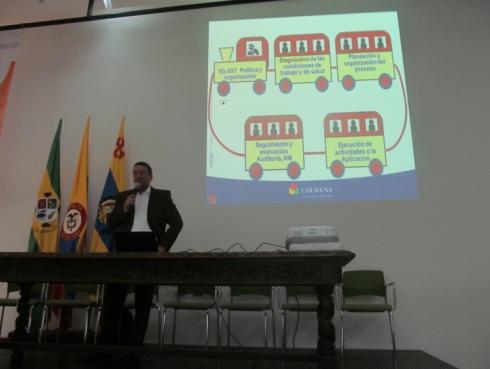 SG-SST Política y
organización
Diagnóstico de las
condiciones de
trabajo y de salud
Planeación y
organización del
proceso
Seguimiento y
evaluación
Auditoria, AM
Ejecución de
actividades o la
Aplicacion
COLMENA